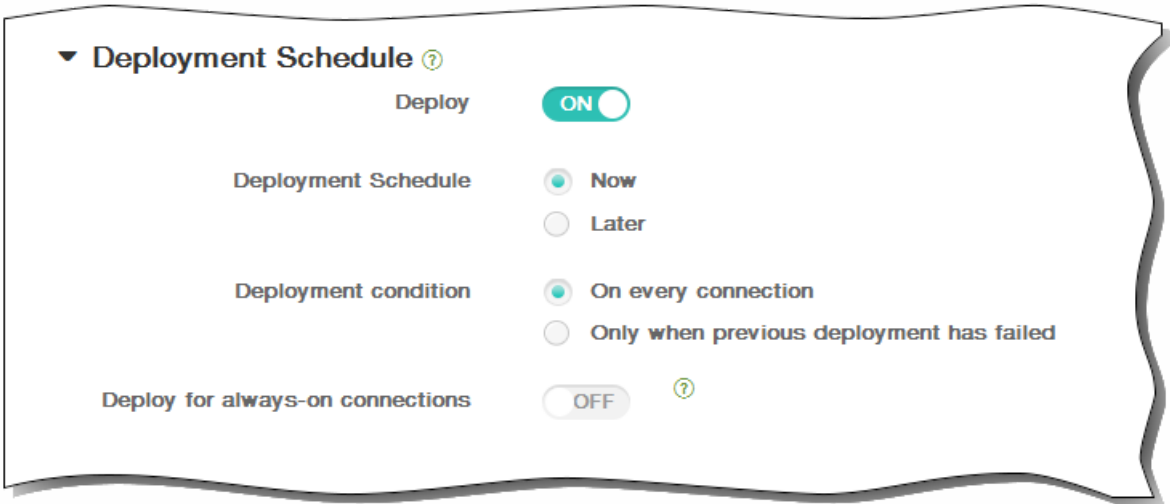 Deployment Schedule ?
Deploy ON
Deployment Schedule Now
Later
Deployment condition On every connection
Only when previous deployment has failed
Deploy for always-on connections OFF ?